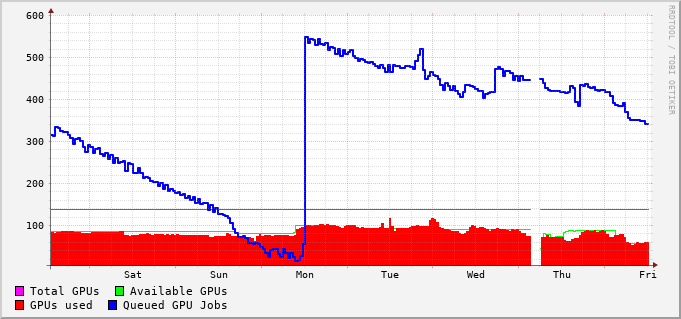 RRDTOOL / TOBI OETIKER
600
500
400
300
200
100
Sat Sun Mon Tue Wed Thu Fri
Total GPUs Available GPUs
GPUs used Queued GPU Jobs